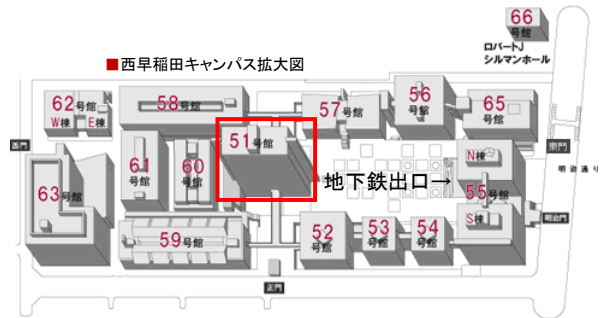 66
号館
ロバートJ
シルマンホール
■西早稲田キャンパス拡大図
62号館
W棟 E棟
58号館
57号館
56
号館
65
号館
51
号館
西門
61
号館
60
号館
63号館
N棟
東門
明治通り
地下鉄出口→
55
号館
S棟
明治門
59号館
52
号館
53
号館
54
号館
正門